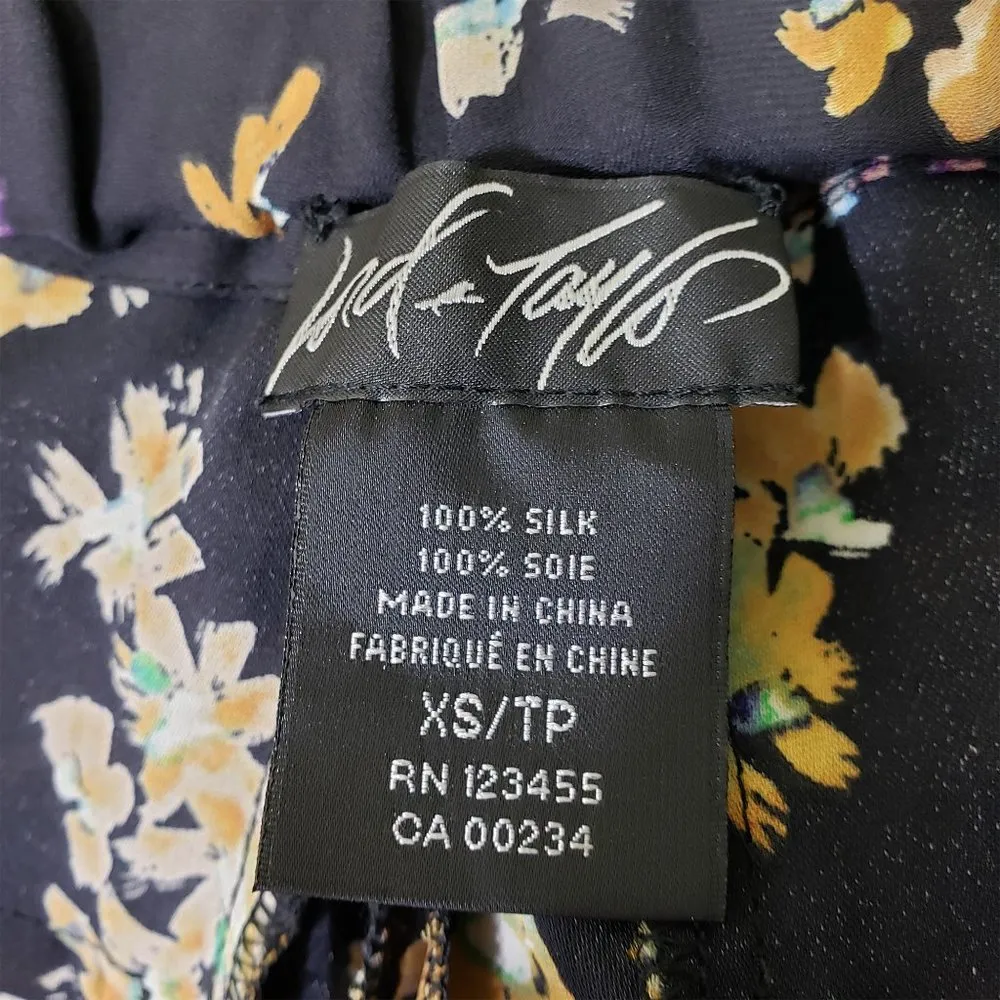 Lord & Taylor
100% SILK
100% SOIE
MADE IN CHINA
FABRIQUÉ EN CHINE
XS/TP
RN 123455
CA 00234